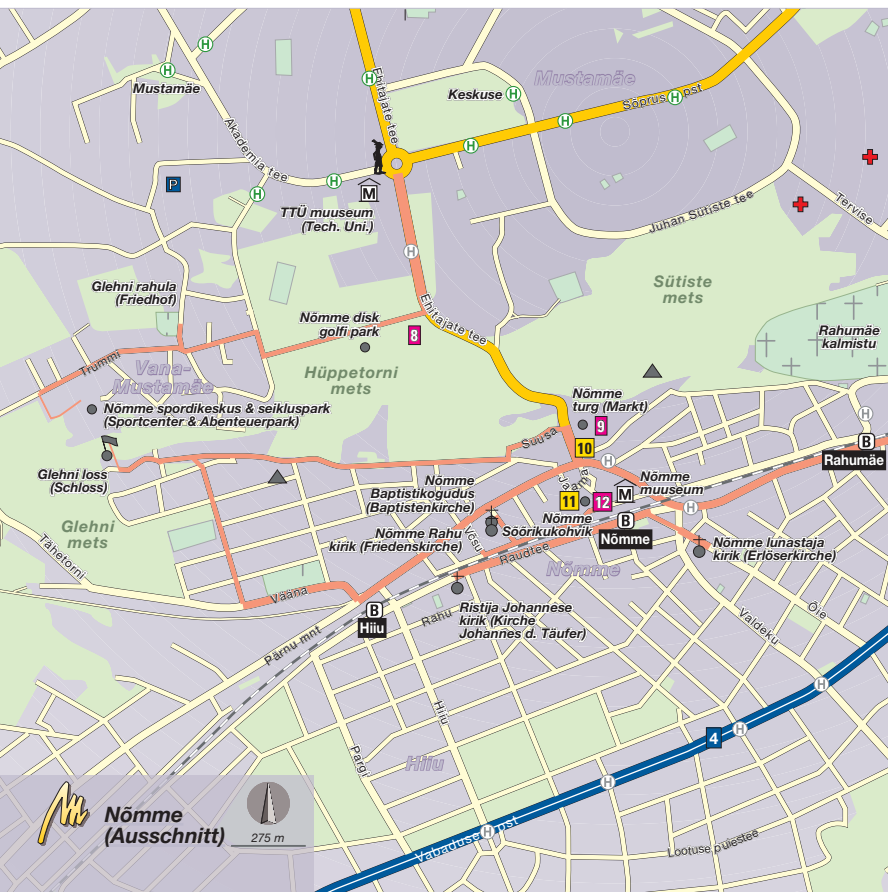 Mustamäe
Ehitajate tee
Keskuse
Mustamäe
Sõpruse pst
Akadeemia tee
P
M
TTÜ muuseum
(Tech. Uni.)
Juhan Sütiste tee
Tervise
Glehni rahula
(Friedhof)
Nõmme disk
golfi park
8
Ehitajate tee
Sütiste
mets
Rahumäe
kalmistu
Trummi
Vana-
Mustamäe
Hüppetorni
mets
Nõmme spordikeskus & seikluspark
(Sportcenter & Abenteuerpark)
Nõmme
turg (Markt)
9
10
Suusa
Glehni loss
(Schloss)
Nõmme
Baptistikogudus
(Baptistenkirche)
Nõmme
muuseum
M
B
Rahumäe
11
12
Glehni
mets
Tähetorni
Nõmme Rahu
kirik (Friedenskirche)
Võsu
Nõmme
Sõõrikukohvik
B
Nõmme
Raudtee
Nõmme lunastaja
kirik (Erlöserkirche)
Nõmme
Vääna
B
Hiiu
Rahu
Ristija Johannese
kirik (Kirche
Johannes d. Täufer)
Valdeku
Õle
Pärnu mnt
Hiiu
Pargi
Hiiu
4
Vabaduse pst
Lootuse puiestee
Nõmme
(Ausschnitt)
275 m